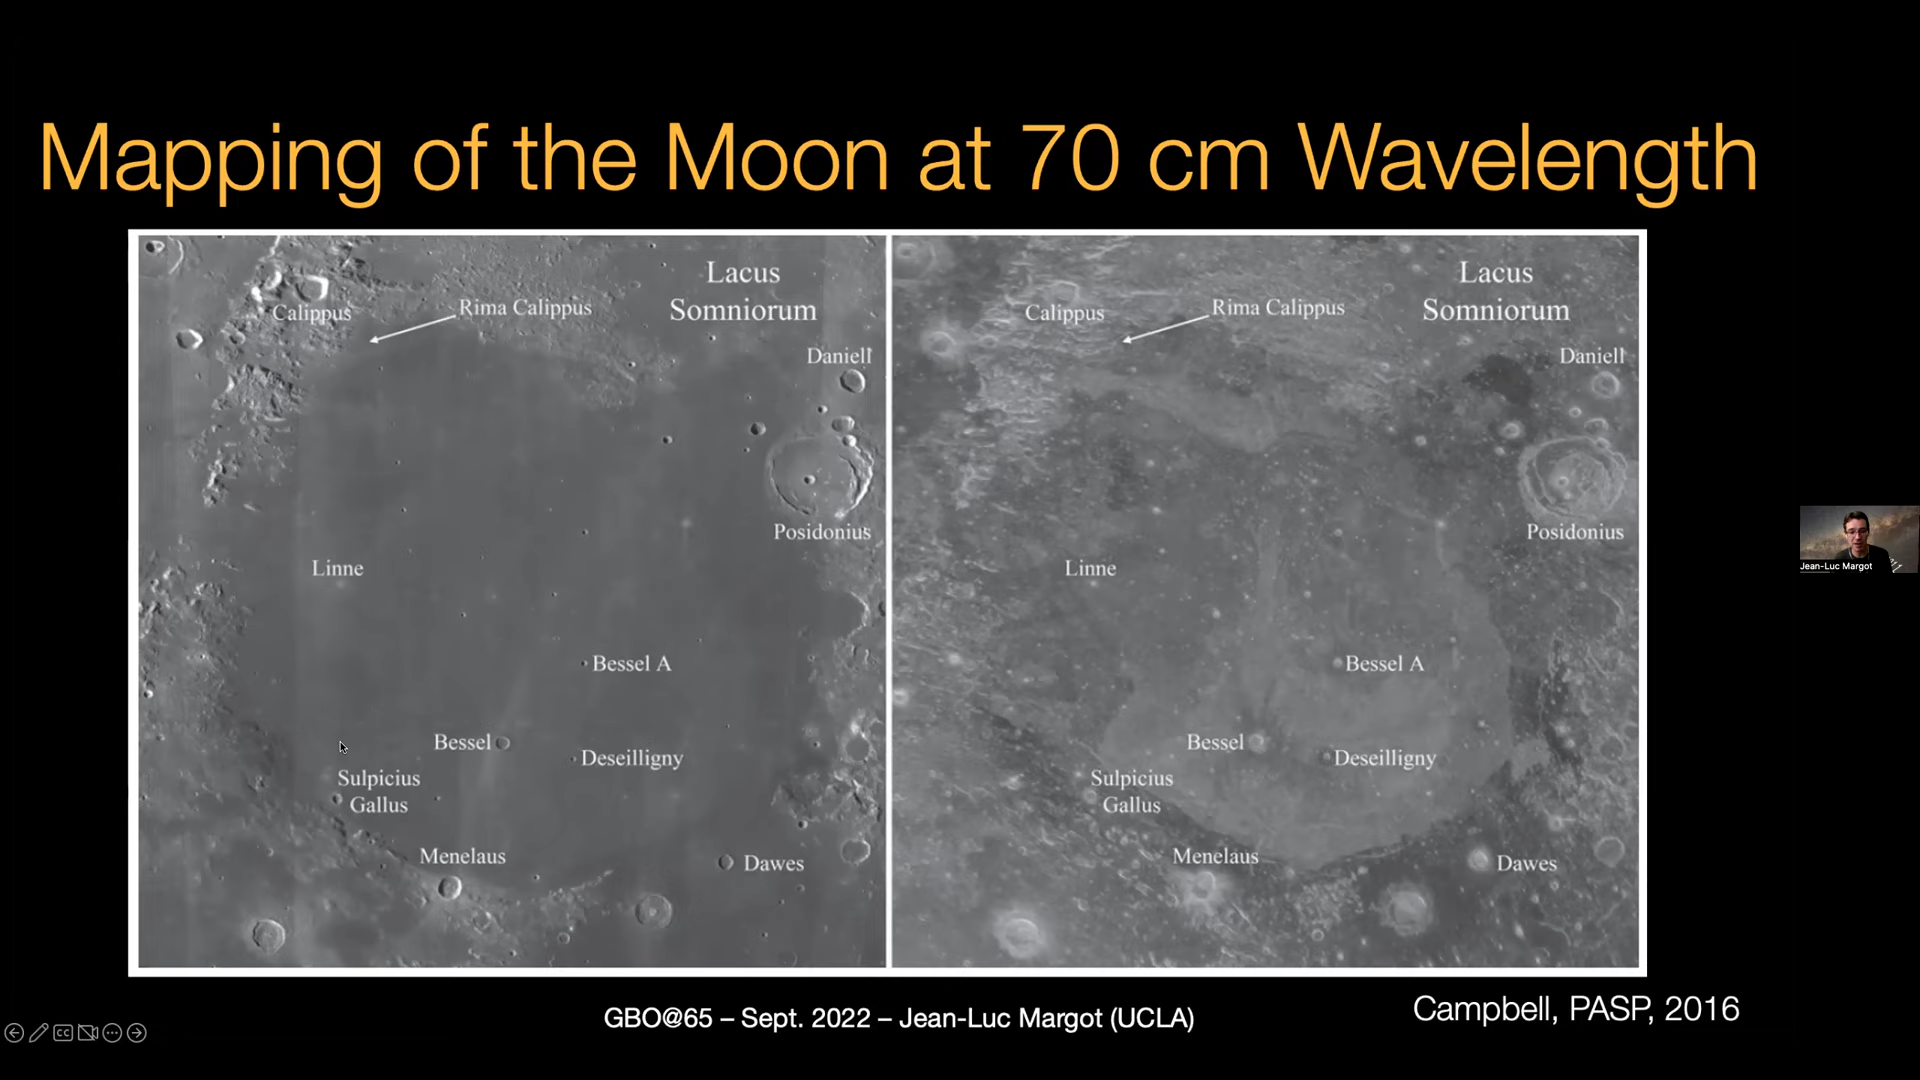 Mapping of the Moon at 70 cm Wavelength
Lacus
Somniorum
Calippus
Rima Calippus
Daniell
Posidonius
Linne
Bessel A
Bessel
Deseilligny
Sulpicius
Gallus
Menelaus
Dawes
Lacus
Somniorum
Calippus
Rima Calippus
Daniell
Posidonius
Linne
Bessel A
Bessel
Deseilligny
Sulpicius
Gallus
Menelaus
Dawes
Jean-Luc Margot
GBO@65 – Sept. 2022 – Jean-Luc Margot (UCLA)
Campbell, PASP, 2016
CC